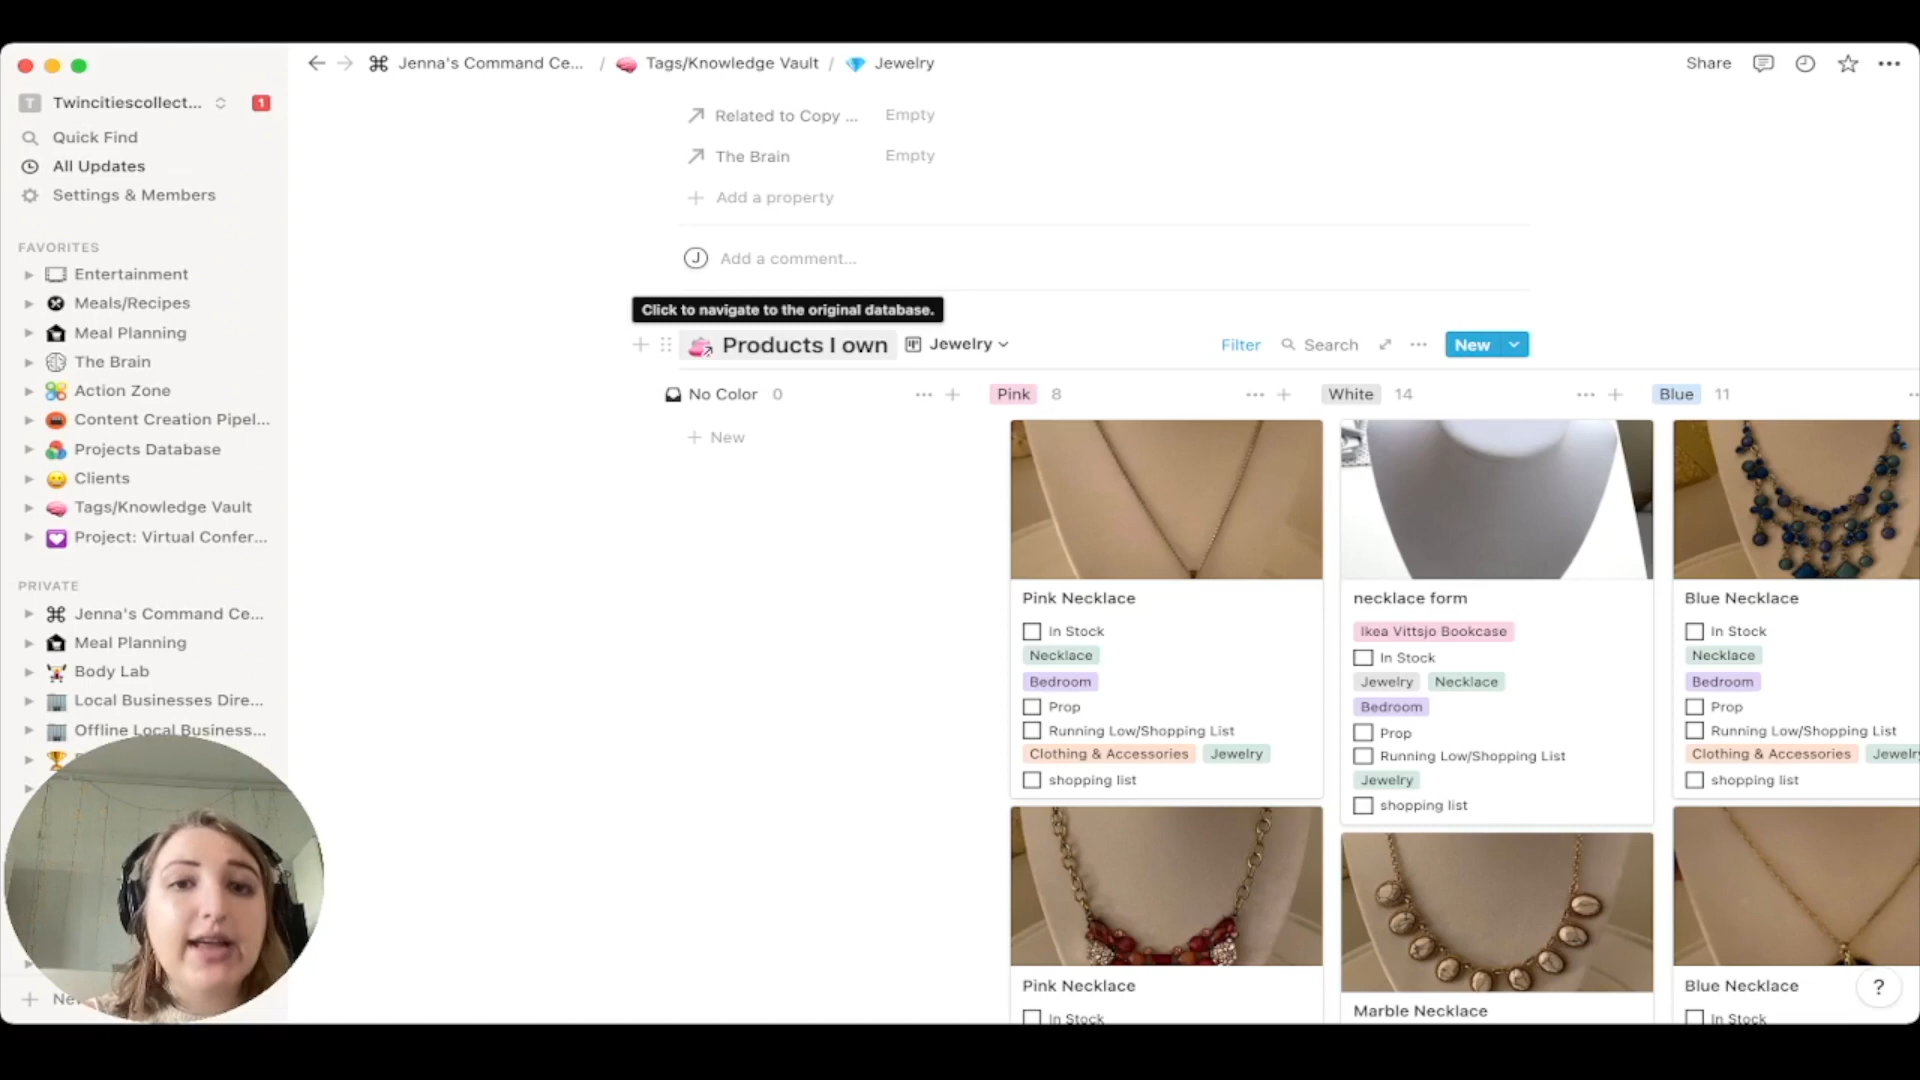 Jenna's Command Ce... / Tags/Knowledge Vault / Jewelry
Share
T Twincitiescollect... 1
Quick Find
All Updates
Settings & Members
FAVORITES
Entertainment
Meals/Recipes
Meal Planning
The Brain
Action Zone
Content Creation Pipel...
Projects Database
Clients
Tags/Knowledge Vault
Project: Virtual Confer...
PRIVATE
Jenna's Command Ce...
Meal Planning
Body Lab
Local Businesses Dire...
Offline Local Business...
Related to Copy ... Empty
The Brain Empty
Add a property
J Add a comment...
Click to navigate to the original database.
Products I own Jewelry
Filter Search New
No Color 0
New
Pink 8
Pink Necklace
In Stock
Necklace
Bedroom
Prop
Running Low/Shopping List
Clothing & Accessories Jewelry
shopping list
Pink Necklace
In Stock
White 14
necklace form
Ikea Vittsjo Bookcase
In Stock
Jewelry Necklace
Bedroom
Prop
Running Low/Shopping List
Jewelry
shopping list
Marble Necklace
Blue 11
Blue Necklace
In Stock
Necklace
Bedroom
Prop
Running Low/Shopping List
Clothing & Accessories Jewelry
shopping list
Blue Necklace
In Stock
?